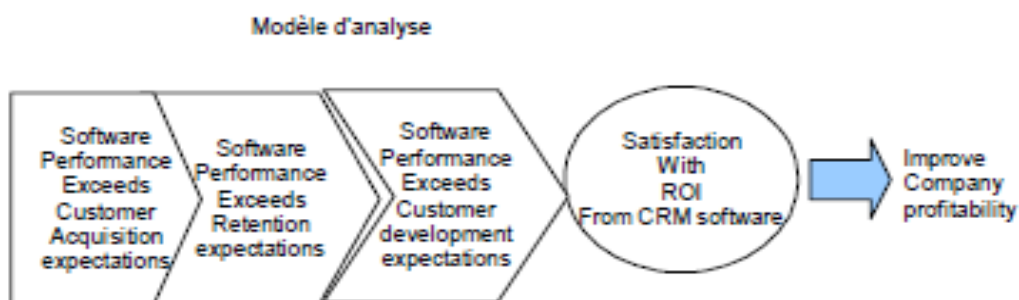 Modèle d'analyse
Software
Performance
Exceeds
Customer
Acquisition
expectations
Software
Performance
Exceeds
Retention
expectations
Software
Performance
Exceeds
Customer
development
expectations
Satisfaction
With
ROI
From CRM software
Improve
Company
profitability